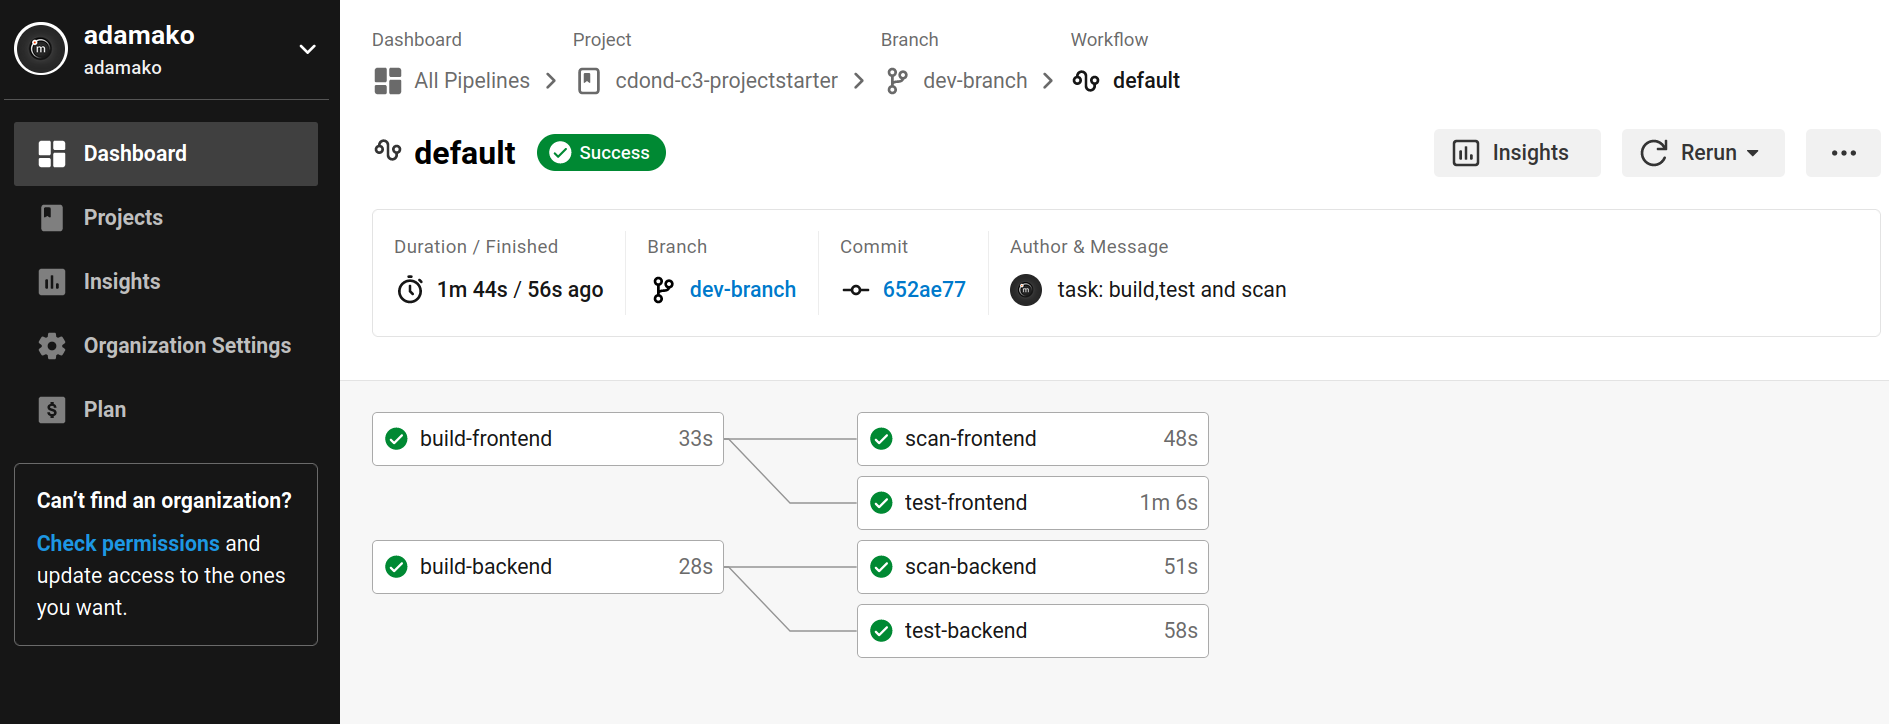 adamako
adamako
Dashboard
Projects
Insights
Organization Settings
Plan
Can't find an organization?
Check permissions and
update access to the ones
you want.
Dashboard Project Branch Workflow
All Pipelines cdond-c3-projectstarter dev-branch default
default Success Insights Rerun
Duration / Finished Branch Commit Author & Message
1m 44s / 56s ago dev-branch 652ae77 m task: build,test and scan
build-frontend 33s scan-frontend 48s
test-frontend 1m 6s
build-backend 28s scan-backend 51s
test-backend 58s